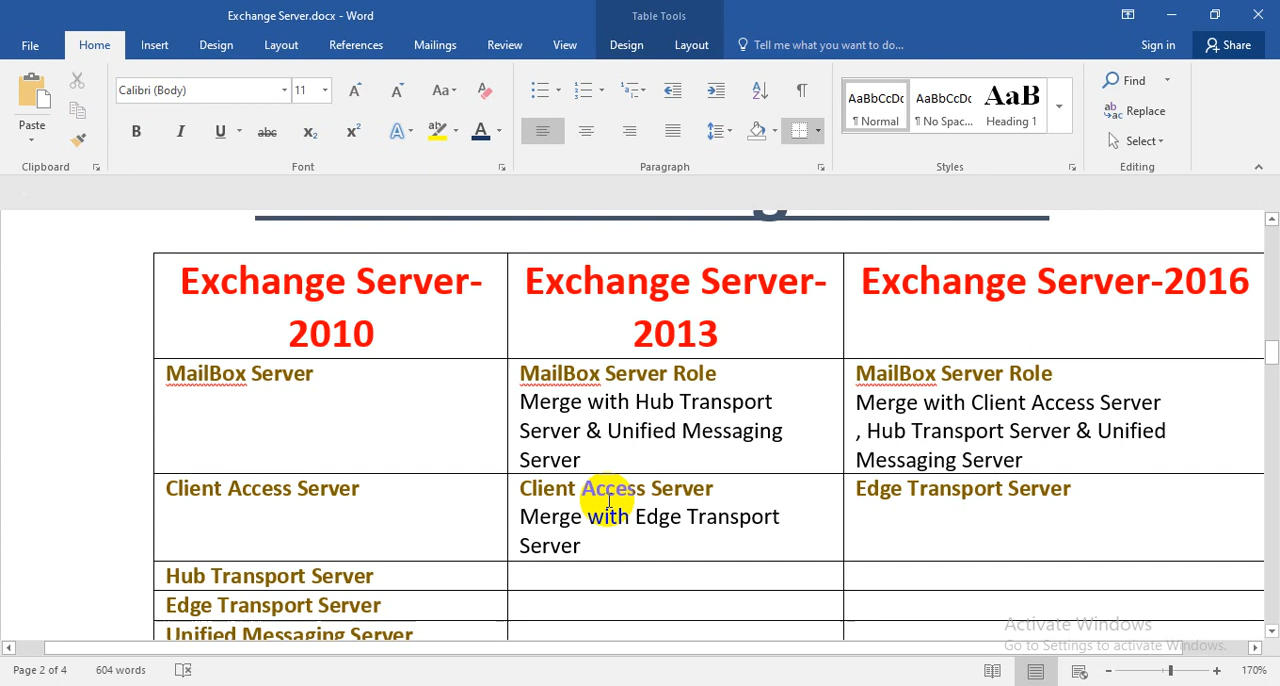 Exchange Server.docx - Word
Table Tools
File
Home
Insert
Design
Layout
References
Mailings
Review
View
Design
Layout
Tell me what you want to do...
Sign in
Share
Paste
Calibri (Body)
11
Aa
B I U abc X₂ X² A A
AaBbCcDc
¶ Normal
AaBbCcDc
¶ No Spac...
AaB
Heading 1
Find
Replace
Select
Clipboard
Font
Paragraph
Styles
Editing
Exchange Server-
2010
Exchange Server-
2013
Exchange Server-2016
MailBox Server
MailBox Server Role
Merge with Hub Transport
Server & Unified Messaging
Server
MailBox Server Role
Merge with Client Access Server
, Hub Transport Server & Unified
Messaging Server
Client Access Server
Client Access Server
Merge with Edge Transport
Server
Edge Transport Server
Hub Transport Server
Edge Transport Server
Unified Messaging Server
Activate Windows
Go to Settings to activate Windows.
Page 2 of 4
604 words
170%